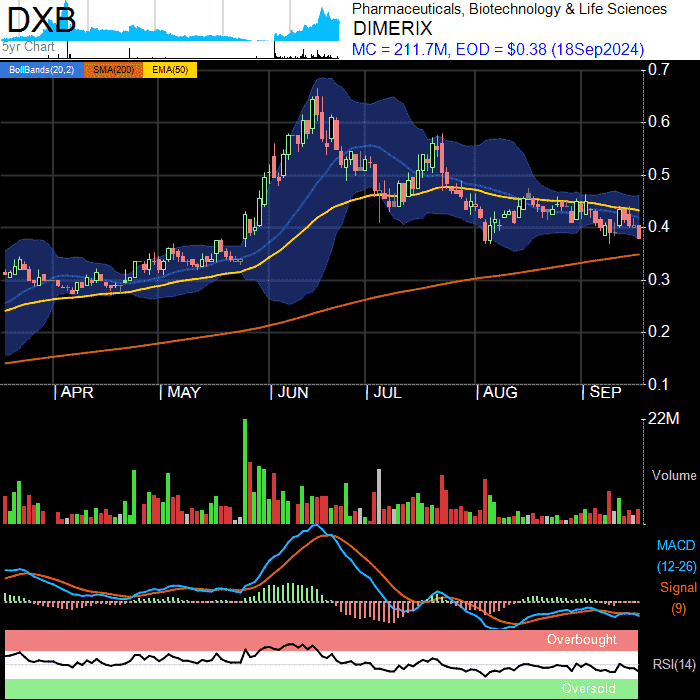 DXB
5yr Chart
Pharmaceuticals, Biotechnology & Life Sciences
DIMERIX
MC = 211.7M, EOD = $0.38 (18Sep2024)
BollBands(20,2) SMA(200) EMA(50)
0.7
0.6
0.5
0.4
0.3
0.2
0.1
APR MAY JUN JUL AUG SEP
22M
Volume
MACD
(12-26)
Signal
(9)
Overbought
RSI(14)
Oversold